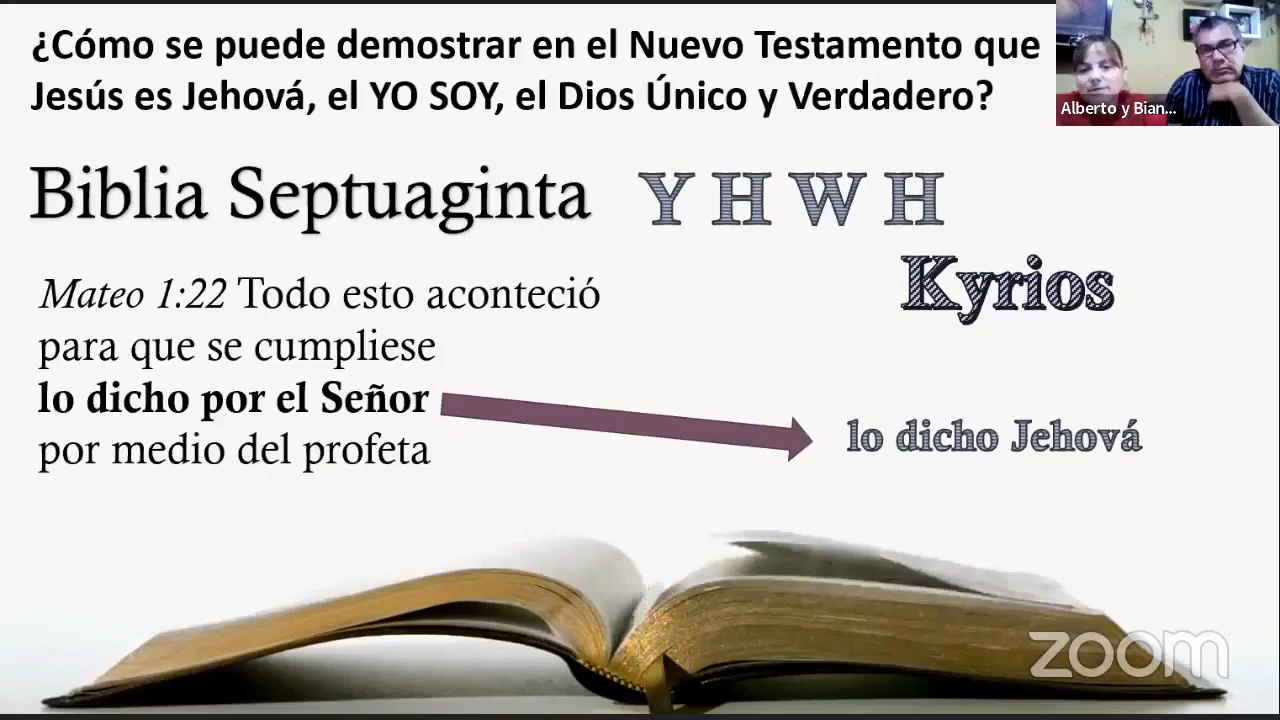 ¿Cómo se puede demostrar en el Nuevo Testamento que
Jesús es Jehová, el YO SOY, el Dios Único y Verdadero?
Alberto y Bian...
Biblia Septuaginta
Y H W H
Kyrios
Mateo 1:22 Todo esto aconteció
para que se cumpliese
lo dicho por el Señor
por medio del profeta
lo dicho Jehová
zoom